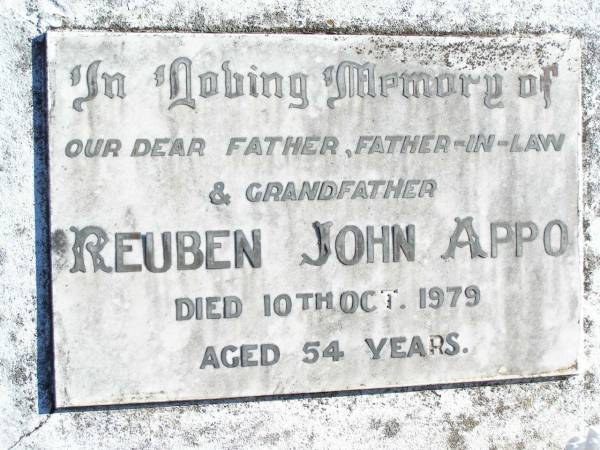 In Loving Memory of
OUR DEAR FATHER, FATHER-IN-LAW
& GRANDFATHER
REUBEN JOHN APPO
DIED 10TH OCT. 1979
AGED 54 YEARS.